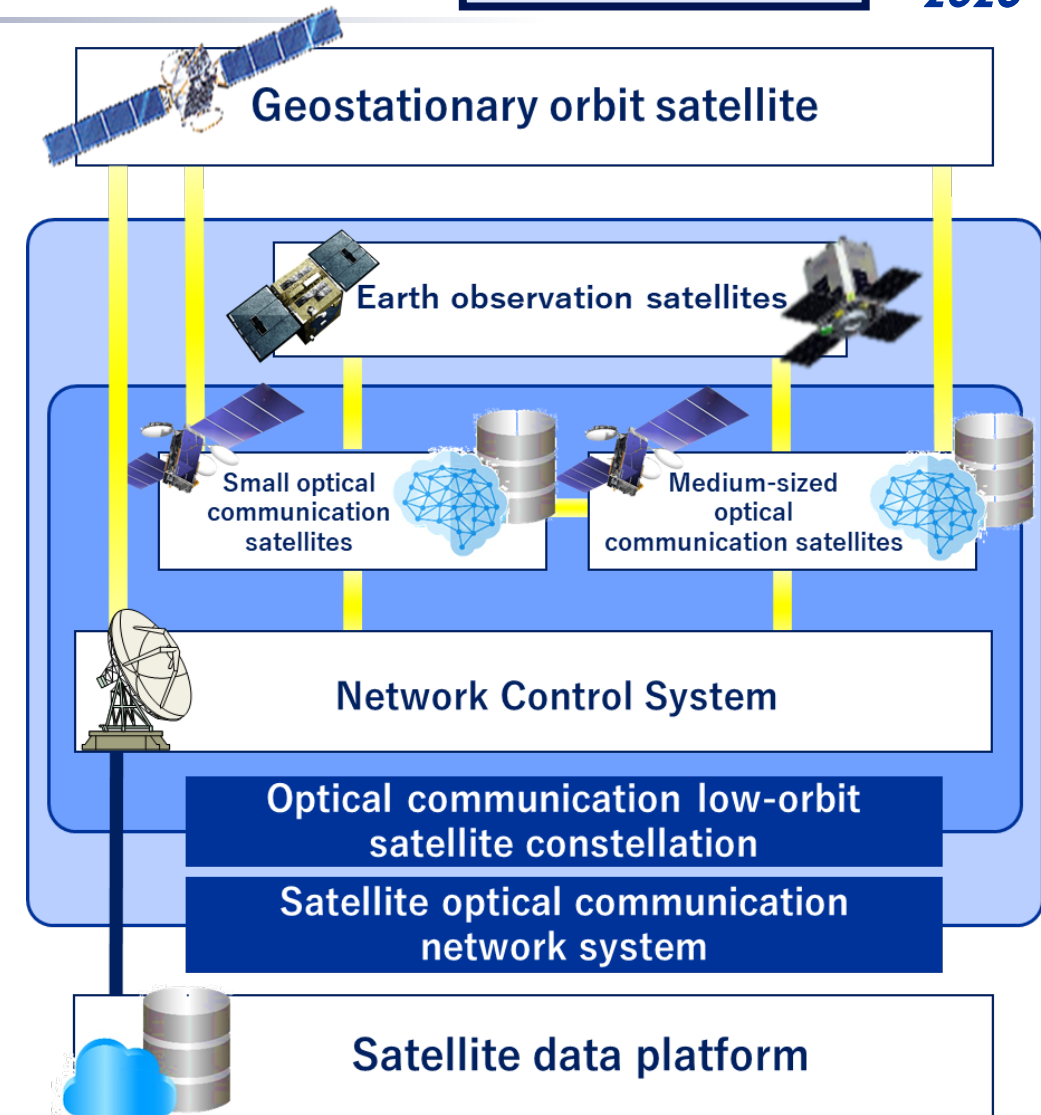 Geostationary orbit satellite
Earth observation satellites
Small optical
communication
satellites
Medium-sized
optical
communication satellites
Network Control System
Optical communication low-orbit
satellite constellation
Satellite optical communication
network system
Satellite data platform